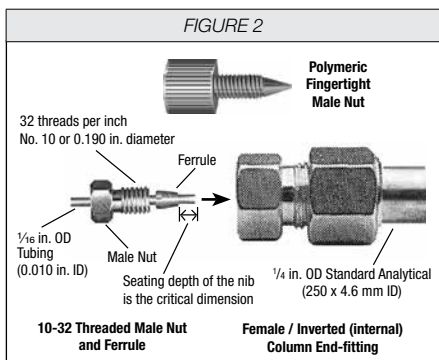 FIGURE 2
Polymeric
Fingertight
Male Nut
32 threads per inch
No. 10 or 0.190 in. diameter
Ferrule
1/16 in. OD
Tubing
(0.010 in. ID)
Male Nut
Seating depth of the nib
is the critical dimension
1/4 in. OD Standard Analytical
(250 x 4.6 mm ID)
10-32 Threaded Male Nut
and Ferrule
Female / Inverted (internal)
Column End-fitting